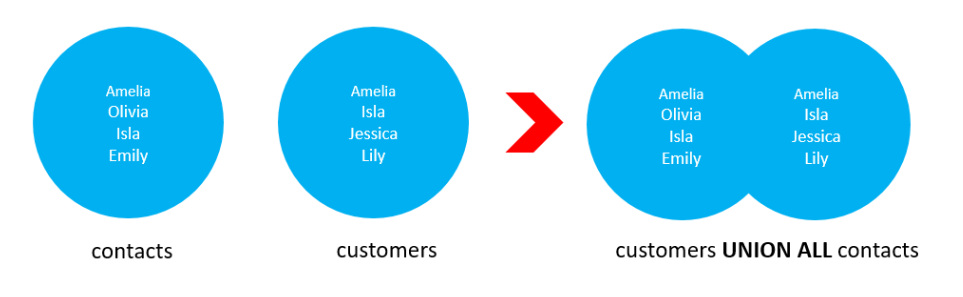 Amelia
Olivia
Isla
Emily
contacts
Amelia
Isla
Jessica
Lily
customers
Amelia
Olivia
Isla
Emily
Amelia
Isla
Jessica
Lily
customers UNION ALL contacts